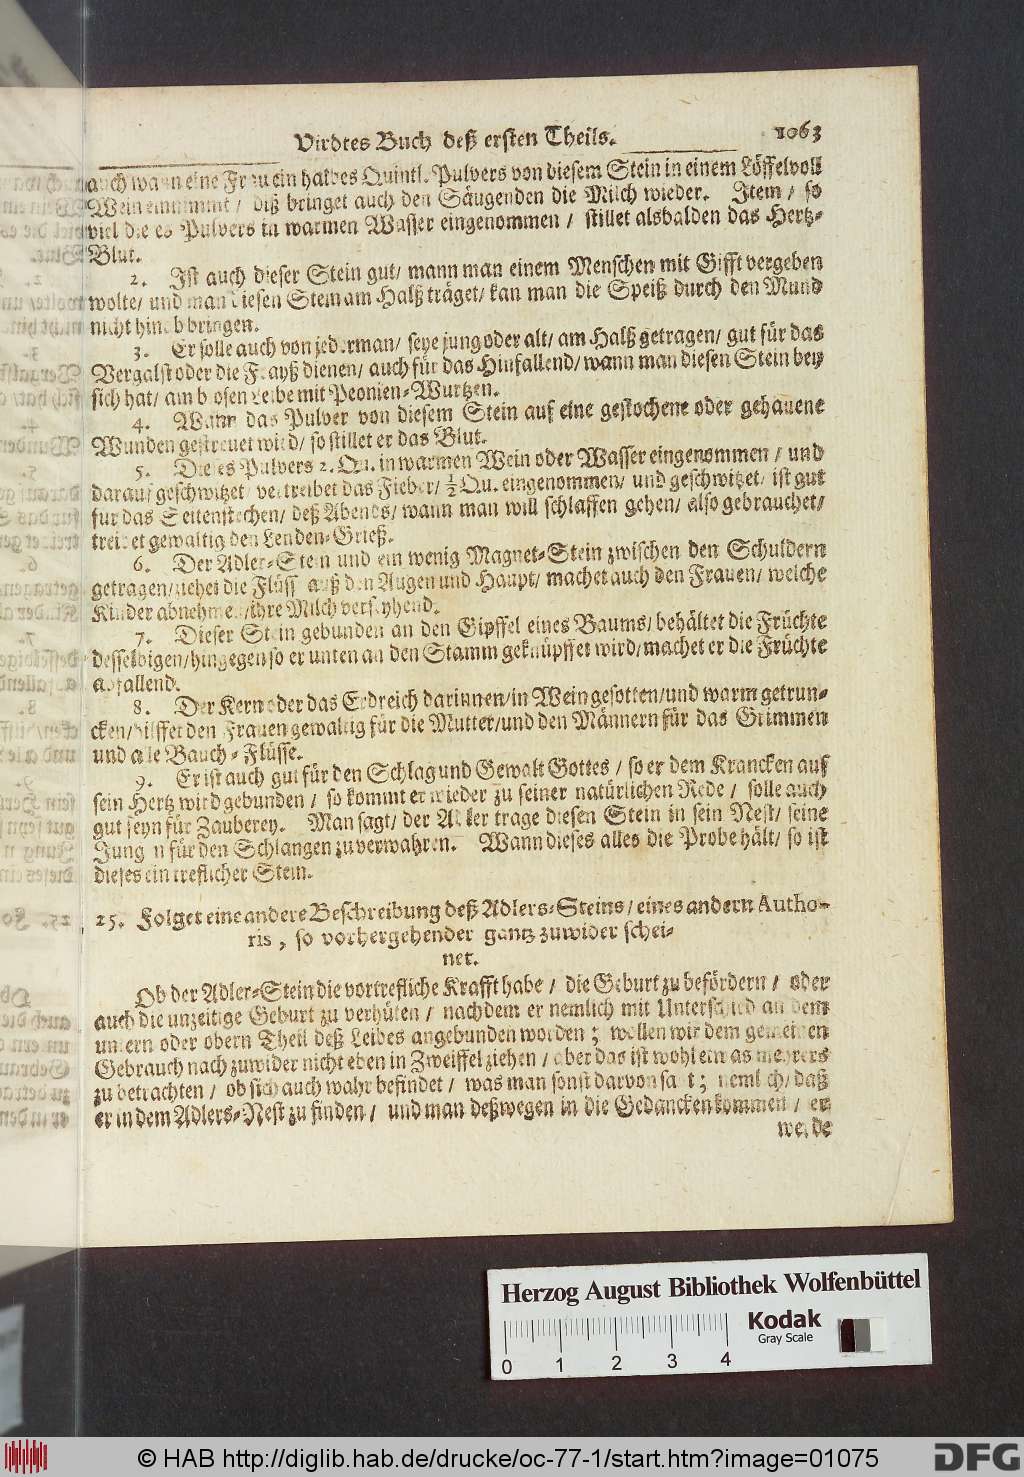 Virdtes Buch deß ersten Theils. 1063
auch wann eine Frau ein halbes Quintl. Pulvers von diesem Stein in einem Löffelvoll
Wein einnimmt / diß bringet auch den Säugenden die Milch wieder. Item / so
viel dieses Pulvers in warmen Wasser eingenommen / stillet alsbalden das Hertz-
Blut.
2. Ist auch dieser Stein gut/ wann man einem Menschen mit Gifft vergeben
wolte/ und man diesen Stein am Halß träget/ kan man die Speiß durch den Mund
nicht hinab bringen.
3. Er solle auch von jederman/ seye jung oder alt/ am Halß getragen/ gut für das
Vergalst oder die Frayß dienen/ auch für das Hinfallend/ wann man diesen Stein bey
sich hat/ am blosen Leibe mit Peonien-Wurtzen.
4. Wann das Pulver von diesem Stein auf eine gestochene oder gehauene
Wunden gestreuet wird/ so stillet er das Blut.
5. Dieses Pulvers 2. Qu. in warmen Wein oder Wasser eingenommen / und
darauf geschwitzet/ vertreibet das Fieber/ ½ Qu. eingenommen/ und geschwitzet/ ist gut
für das Seitenstechen/ deß Abends/ wann man will schlaffen gehen/ also gebrauchet/
treibet gewaltig den Lenden-Grieß.
6. Der Adler-Stein und ein wenig Magnet-Stein zwischen den Schuldern
getragen/ ziehet die Flüss auß den Augen und Haupt/ machet auch den Frauen/ welche
Kinder abnehmen/ ihre Milch verseyhend.
7. Dieser Stein gebunden an den Gipffel eines Baums/ behältet die Früchte
desselbigen/ hingegen so er unten an den Stamm geknüpffet wird/ machet er die Früchte
abfallend.
8. Der Kern oder das Erdreich darinnen/ in Wein gesotten/ und warm getrun-
cken/ hilffet den Frauen gewaltig für die Mutter/ und den Männern für das Grimmen
und alle Bauch-Flüsse.
9. Er ist auch gut für den Schlag und Gewalt Gottes / so er dem Krancken auf
sein Hertz wird gebunden / so kommt er wieder zu seiner natürlichen Rede / solle auch
gut seyn für Zauberey. Man sagt/ der Adler trage diesen Stein in sein Nest/ seine
Jungen für den Schlangen zu verwahren. Wann dieses alles die Probe hält/ so ist
dieses ein treflicher Stein.
25. Folget eine andere Beschreibung deß Adlers-Steins/ eines andern Autho-
ris, so vorhergehender gantz zuwider schei-
net.
Ob der Adler-Stein die vortrefliche Krafft habe / die Geburt zu befördern / oder
auch die unzeitige Geburt zu verhüten / nachdem er nemlich mit Unterschied an dem
untern oder obern Theil deß Leibes angebunden worden; wollen wir dem gemeinen
Gebrauch nach zuwider nicht eben in Zweiffel ziehen / aber das ist wohl etwas mehrers
zu betrachten / ob sich auch wahr befindet / was man sonst darvon sagt; nemlich/ daß
er in dem Adlers-Nest zu finden / und man deßwegen in die Gedancken kommen / er
werde
Herzog August Bibliothek Wolfenbüttel
Kodak
Gray Scale
0 1 2 3 4
© HAB http://diglib.hab.de/drucke/oc-77-1/start.htm?image=01075
DFG